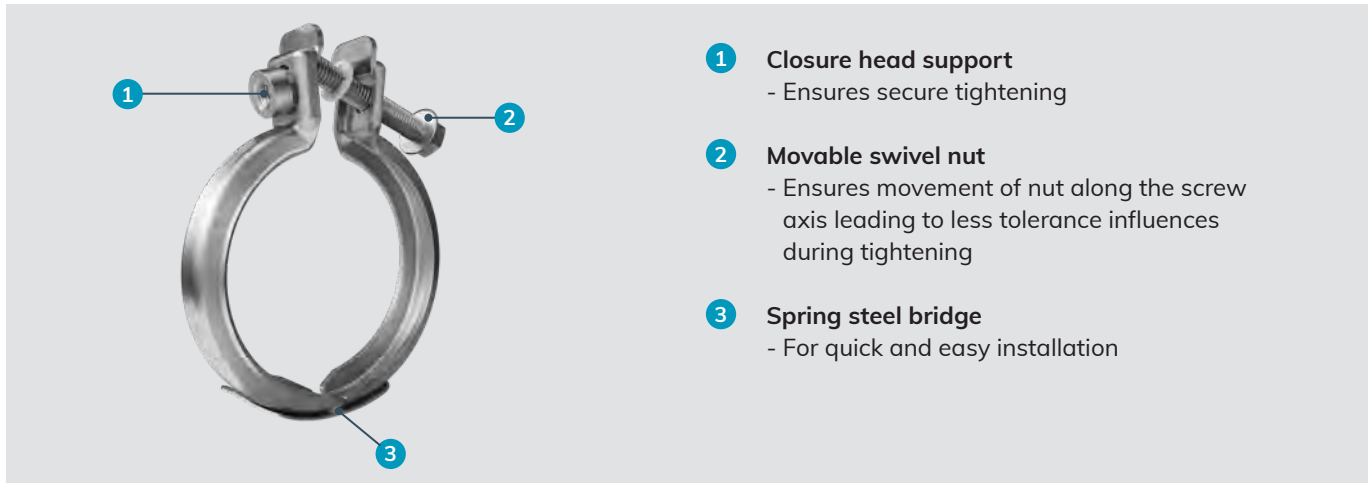 1
2
3
1 Closure head support
- Ensures secure tightening
2 Movable swivel nut
- Ensures movement of nut along the screw
axis leading to less tolerance influences
during tightening
3 Spring steel bridge
- For quick and easy installation